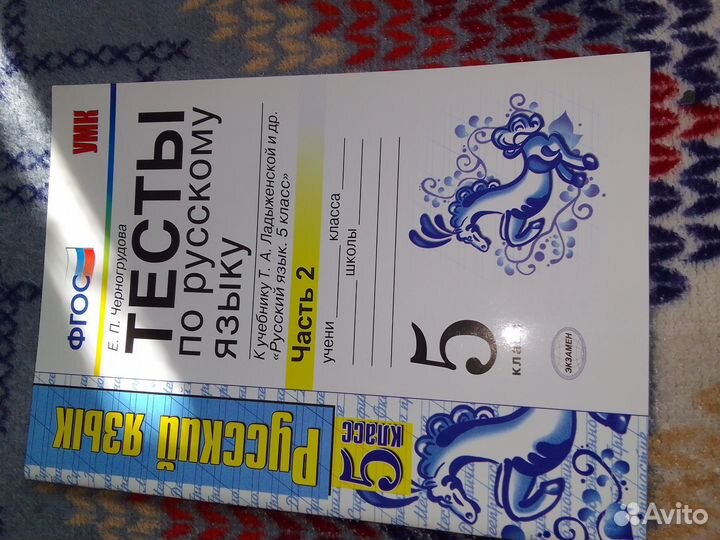 ФГОС
УМК
Е. П. Черногрудова
ТЕСТЫ
по русскому
языку
К учебнику Т. А. Ладыженской и др.
«Русский язык. 5 класс»
Часть 2
учени класса
школы
5
класс
ЭКЗАМЕН
Русский язык
5
класс
Avito